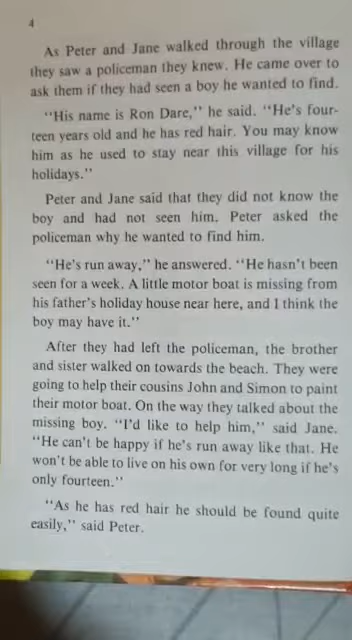 4
As Peter and Jane walked through the village
they saw a policeman they knew. He came over to
ask them if they had seen a boy he wanted to find.
"His name is Ron Dare," he said. "He's four-
teen years old and he has red hair. You may know
him as he used to stay near this village for his
holidays."
Peter and Jane said that they did not know the
boy and had not seen him. Peter asked the
policeman why he wanted to find him.
"He's run away," he answered. "He hasn't been
seen for a week. A little motor boat is missing from
his father's holiday house near here, and I think the
boy may have it."
After they had left the policeman, the brother
and sister walked on towards the beach. They were
going to help their cousins John and Simon to paint
their motor boat. On the way they talked about the
missing boy. "I'd like to help him," said Jane.
"He can't be happy if he's run away like that. He
won't be able to live on his own for very long if he's
only fourteen."
"As he has red hair he should be found quite
easily," said Peter.